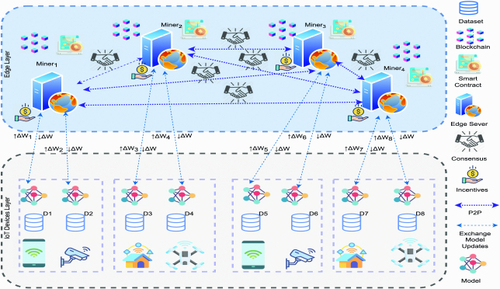 Edge Layer
Miner1
Miner2
Miner3
Miner4
↑ΔW1 ↓ΔW
↑ΔW2 ↓ΔW
↑ΔW3 ↓ΔW
↑ΔW4 ↓ΔW
↑ΔW5 ↓ΔW
↑ΔW6 ↓ΔW
↑ΔW7 ↓ΔW
↑ΔW8 ↓ΔW
IoT Devices Layer
D1 D2 D3 D4 D5 D6 D7 D8
Dataset
Blockchain
Smart
Contract
Edge Sever
Consensus
Incentives
P2P
Exchange
Model
Updates
Model